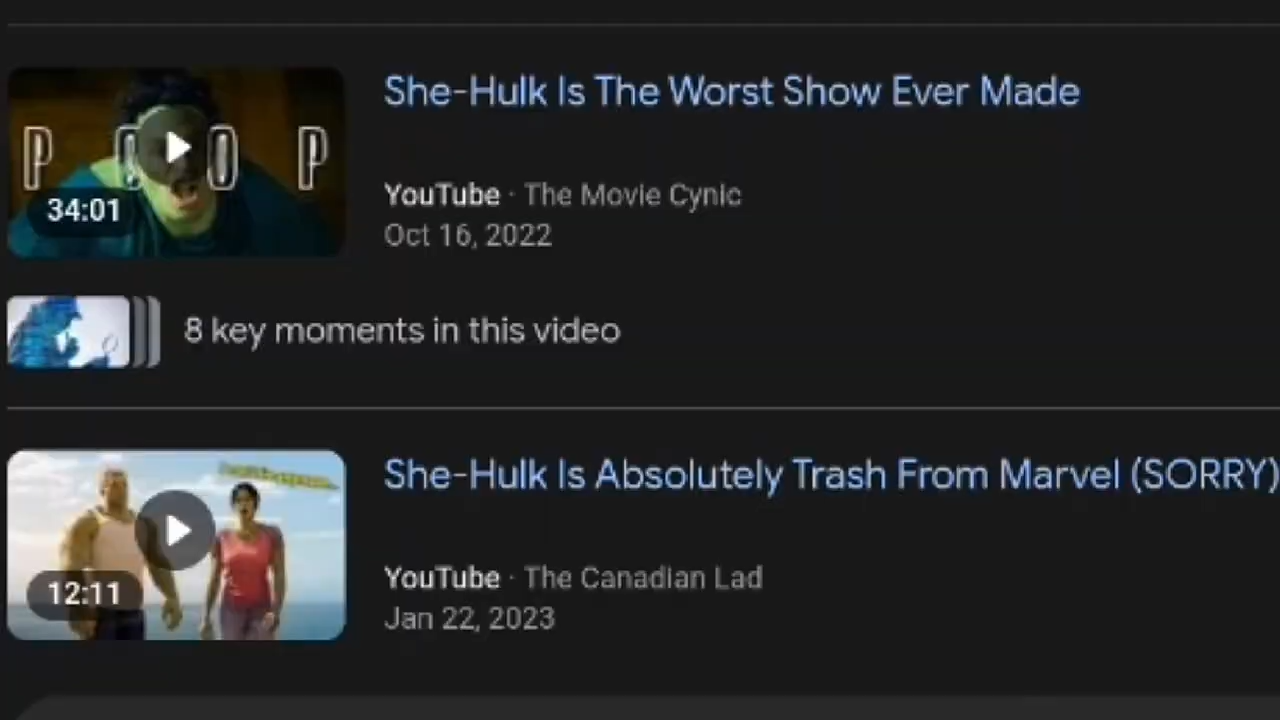 She-Hulk Is The Worst Show Ever Made
P O O P
34:01
YouTube · The Movie Cynic
Oct 16, 2022
8 key moments in this video
She-Hulk Is Absolutely Trash From Marvel (SORRY)
12:11
YouTube · The Canadian Lad
Jan 22, 2023